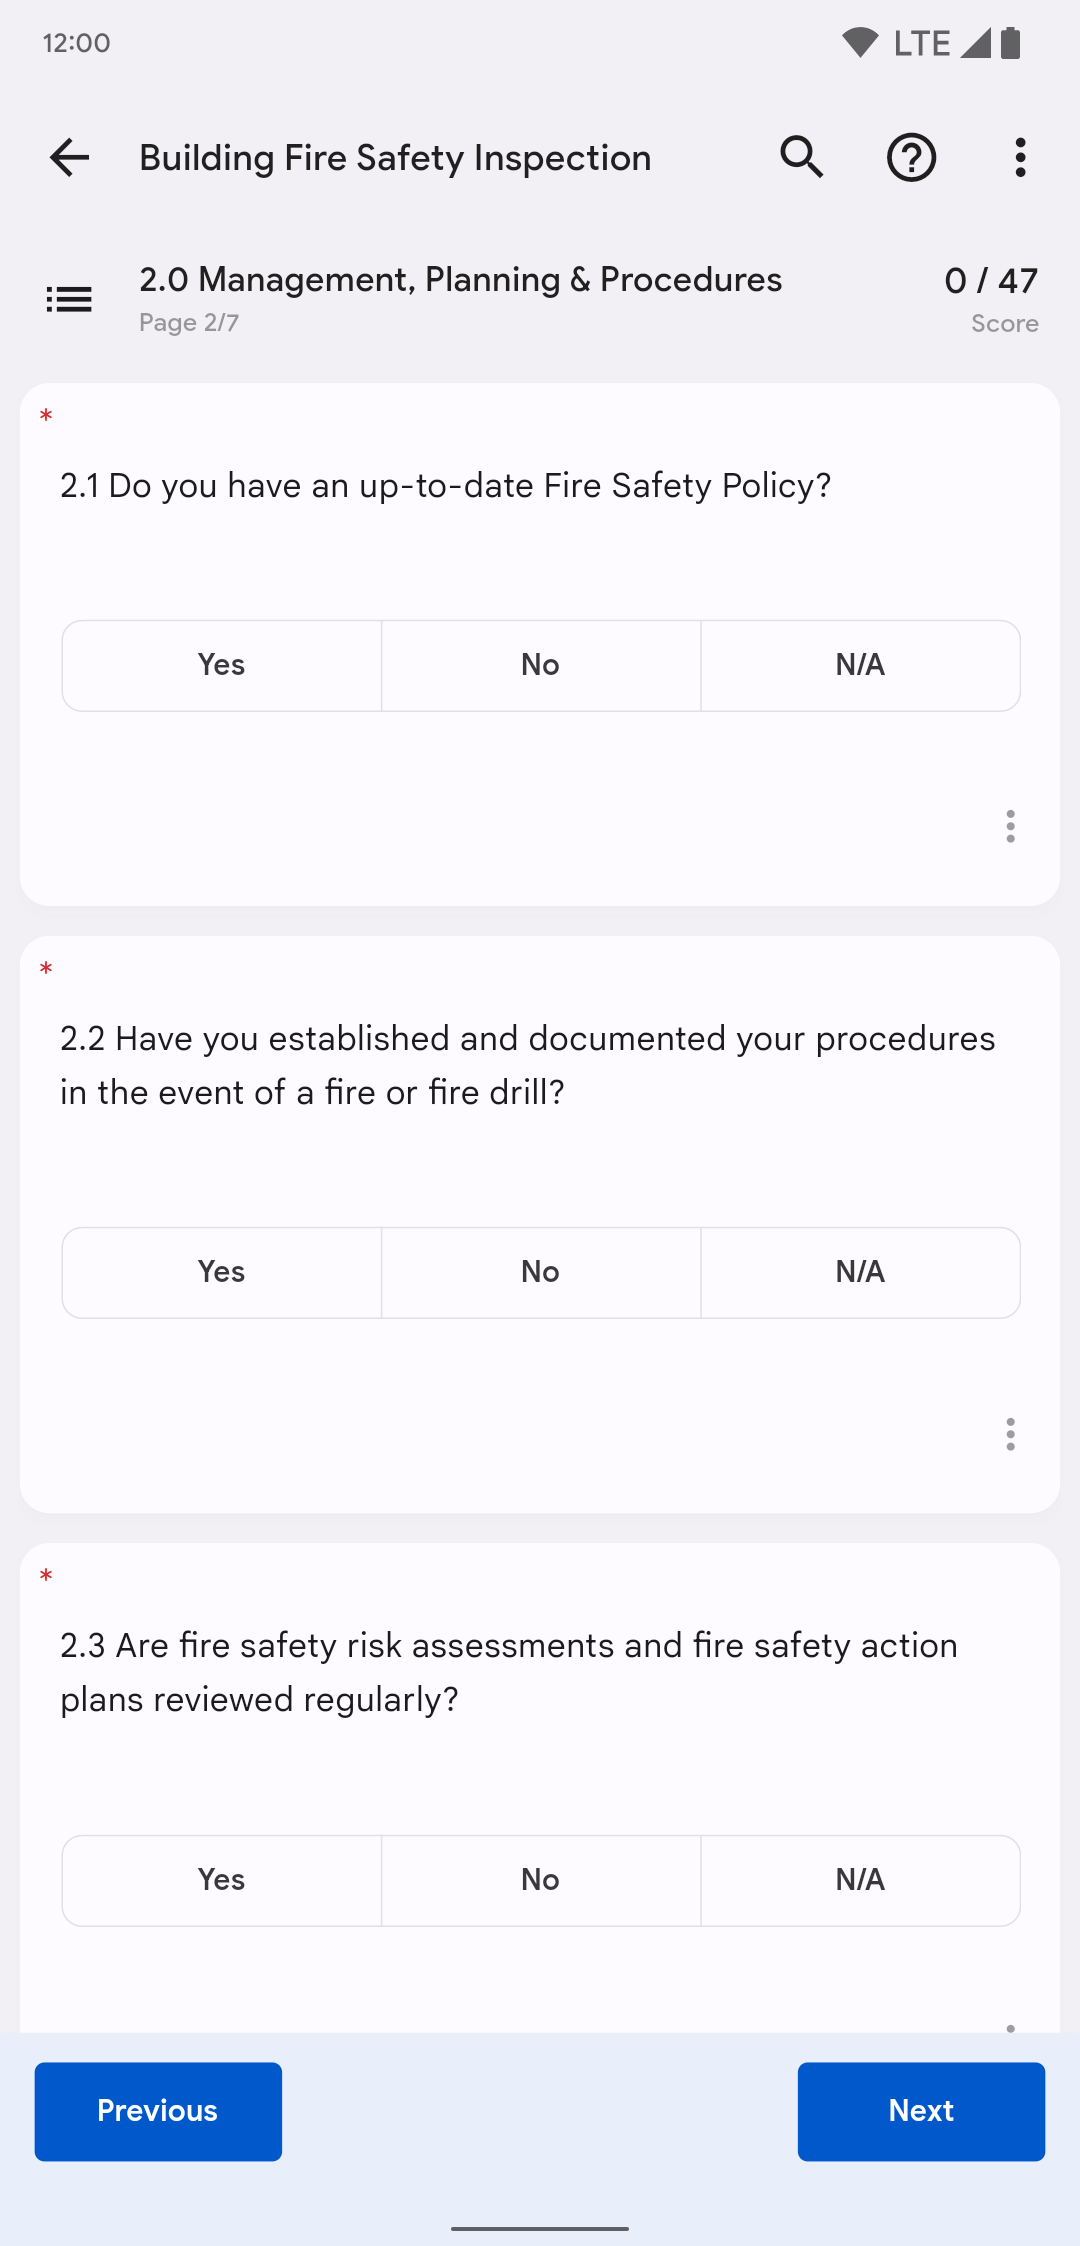 12:00
LTE
Building Fire Safety Inspection
2.0 Management, Planning & Procedures
0 / 47
Page 2/7
Score
*
2.1 Do you have an up-to-date Fire Safety Policy?
Yes No N/A
*
2.2 Have you established and documented your procedures
in the event of a fire or fire drill?
Yes No N/A
*
2.3 Are fire safety risk assessments and fire safety action
plans reviewed regularly?
Yes No N/A
Previous Next